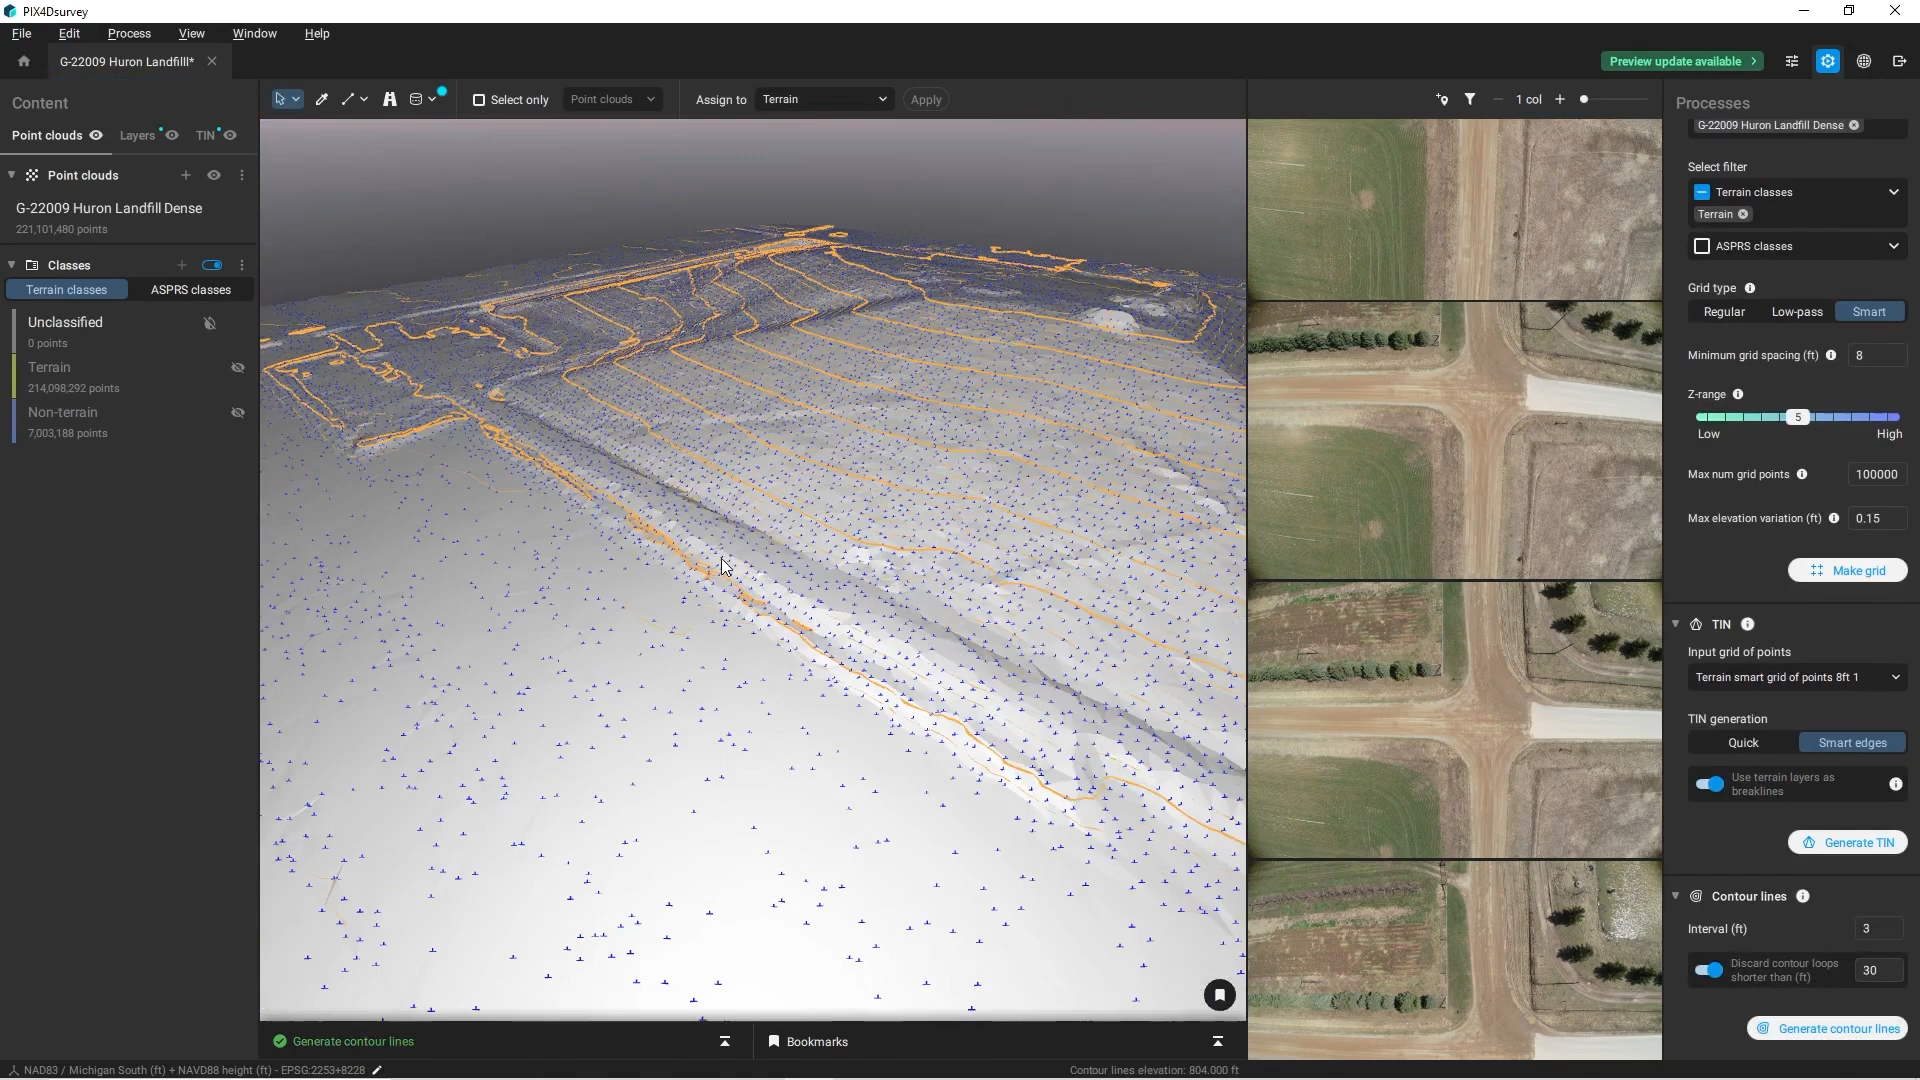 PIX4Dsurvey
File Edit Process View Window Help
G-22009 Huron Landfilll*
Preview update available
Content
Point clouds Layers TIN
Point clouds
G-22009 Huron Landfill Dense
221,101,480 points
Classes
Terrain classes ASPRS classes
Unclassified
0 points
Terrain
214,098,292 points
Non-terrain
7,003,188 points
Select only Point clouds Assign to Terrain Apply
1 col
Processes
G-22009 Huron Landfill Dense
Select filter
Terrain classes
Terrain
ASPRS classes
Grid type
Regular Low-pass Smart
Minimum grid spacing (ft) 8
Z-range
5
Low High
Max num grid points 100000
Max elevation variation (ft) 0.15
Make grid
TIN
Input grid of points
Terrain smart grid of points 8ft 1
TIN generation
Quick Smart edges
Use terrain layers as
breaklines
Generate TIN
Contour lines
Interval (ft) 3
Discard contour loops
shorter than (ft) 30
Generate contour lines
Generate contour lines
Bookmarks
NAD83 / Michigan South (ft) + NAVD88 height (ft) - EPSG:2253+8228
Contour lines elevation: 804.000 ft